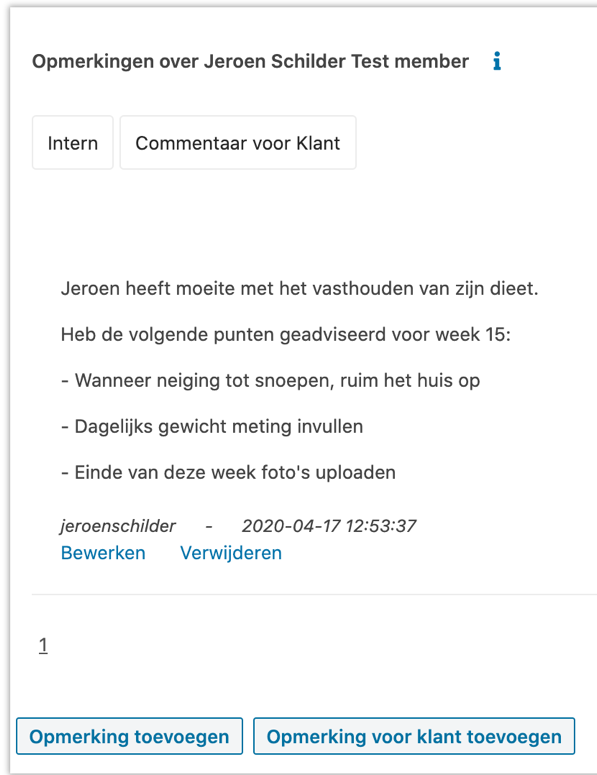 Opmerkingen over Jeroen Schilder Test member i
Intern Commentaar voor Klant
Jeroen heeft moeite met het vasthouden van zijn dieet.
Heb de volgende punten geadviseerd voor week 15:
- Wanneer neiging tot snoepen, ruim het huis op
- Dagelijks gewicht meting invullen
- Einde van deze week foto's uploaden
jeroenschilder - 2020-04-17 12:53:37
Bewerken Verwijderen
1
Opmerking toevoegen Opmerking voor klant toevoegen